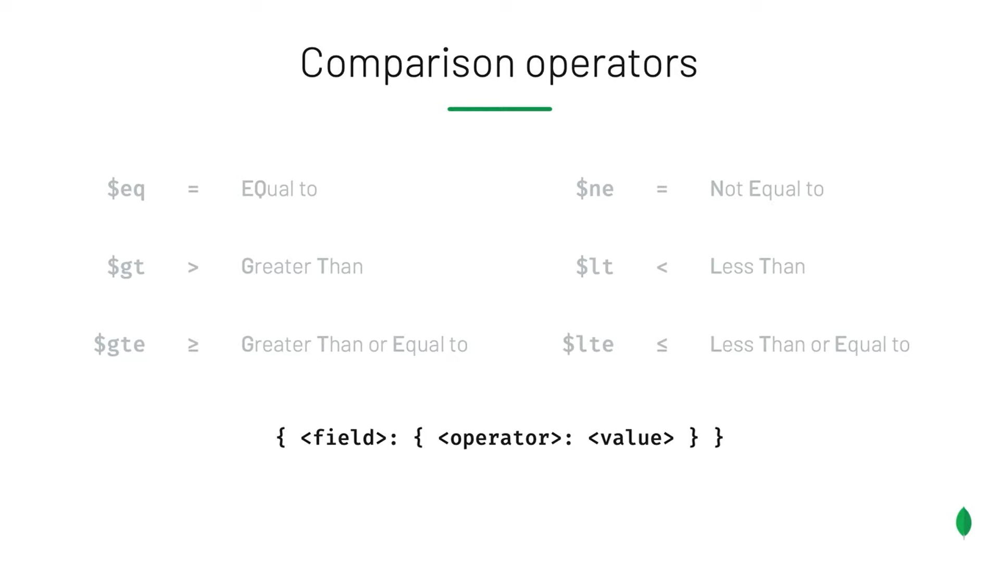 Comparison operators
$eq = EQual to $ne = Not Equal to
$gt > Greater Than $lt < Less Than
$gte ≥ Greater Than or Equal to $lte ≤ Less Than or Equal to
{ <field>: { <operator>: <value> } }